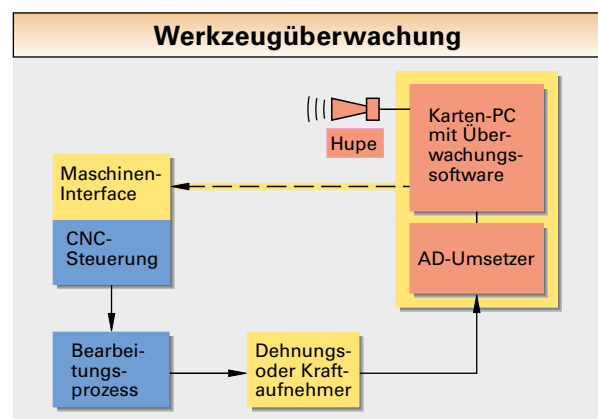 Werkzeugüberwachung
Karten-PC
mit Über-
wachungs-
software
Hupe
Maschinen-
Interface
CNC-
Steuerung
AD-Umsetzer
Bearbei-
tungs-
prozess
Dehnungs-
oder Kraft-
aufnehmer